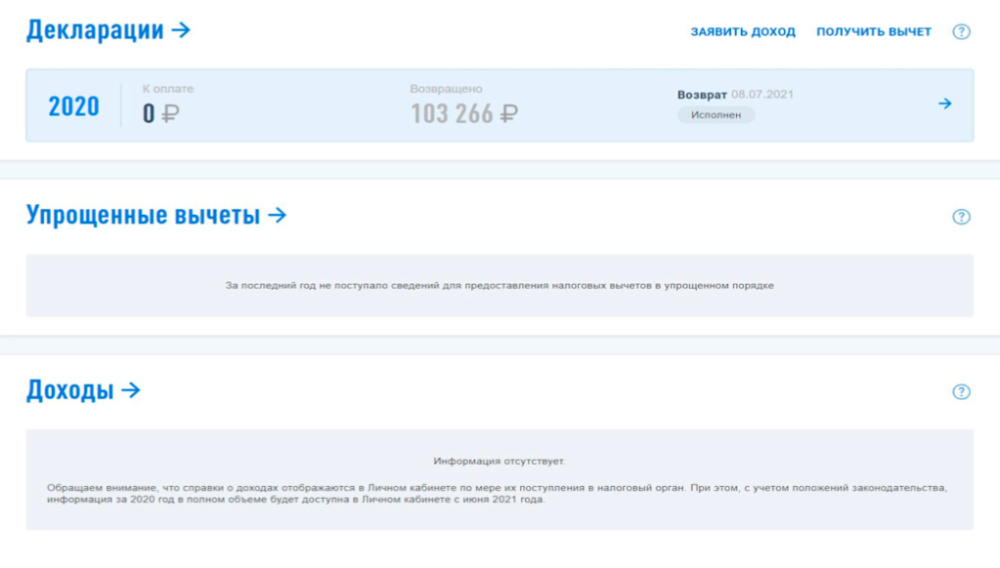 Декларации →
ЗАЯВИТЬ ДОХОД ПОЛУЧИТЬ ВЫЧЕТ ?
2020
К оплате
0 ₽
Возвращено
103 266 ₽
Возврат 08.07.2021
Исполнен
→
Упрощенные вычеты →
?
За последний год не поступало сведений для предоставления налоговых вычетов в упрощенном порядке
Доходы →
?
Информация отсутствует.
Обращаем внимание, что справки о доходах отображаются в Личном кабинете по мере их поступления в налоговый орган. При этом, с учетом положений законодательства,
информация за 2020 год в полном объеме будет доступна в Личном кабинете с июня 2021 года.